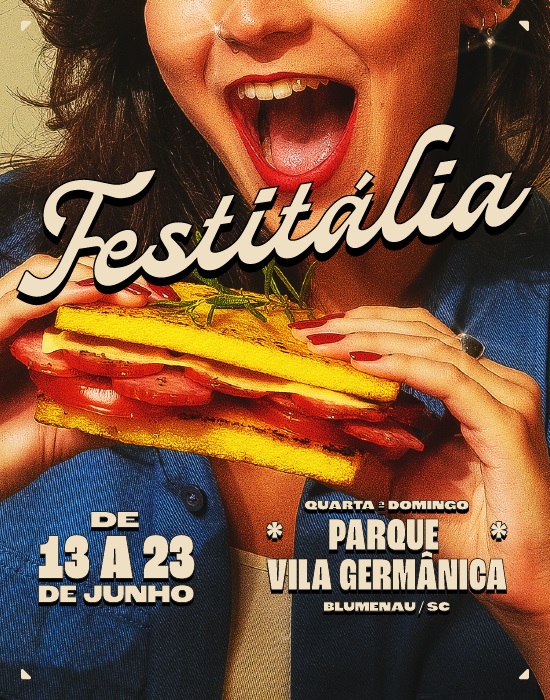 Festitália
DE
13 A 23
DE JUNHO
QUARTA a DOMINGO
* PARQUE *
VILA GERMÂNICA
BLUMENAU / SC